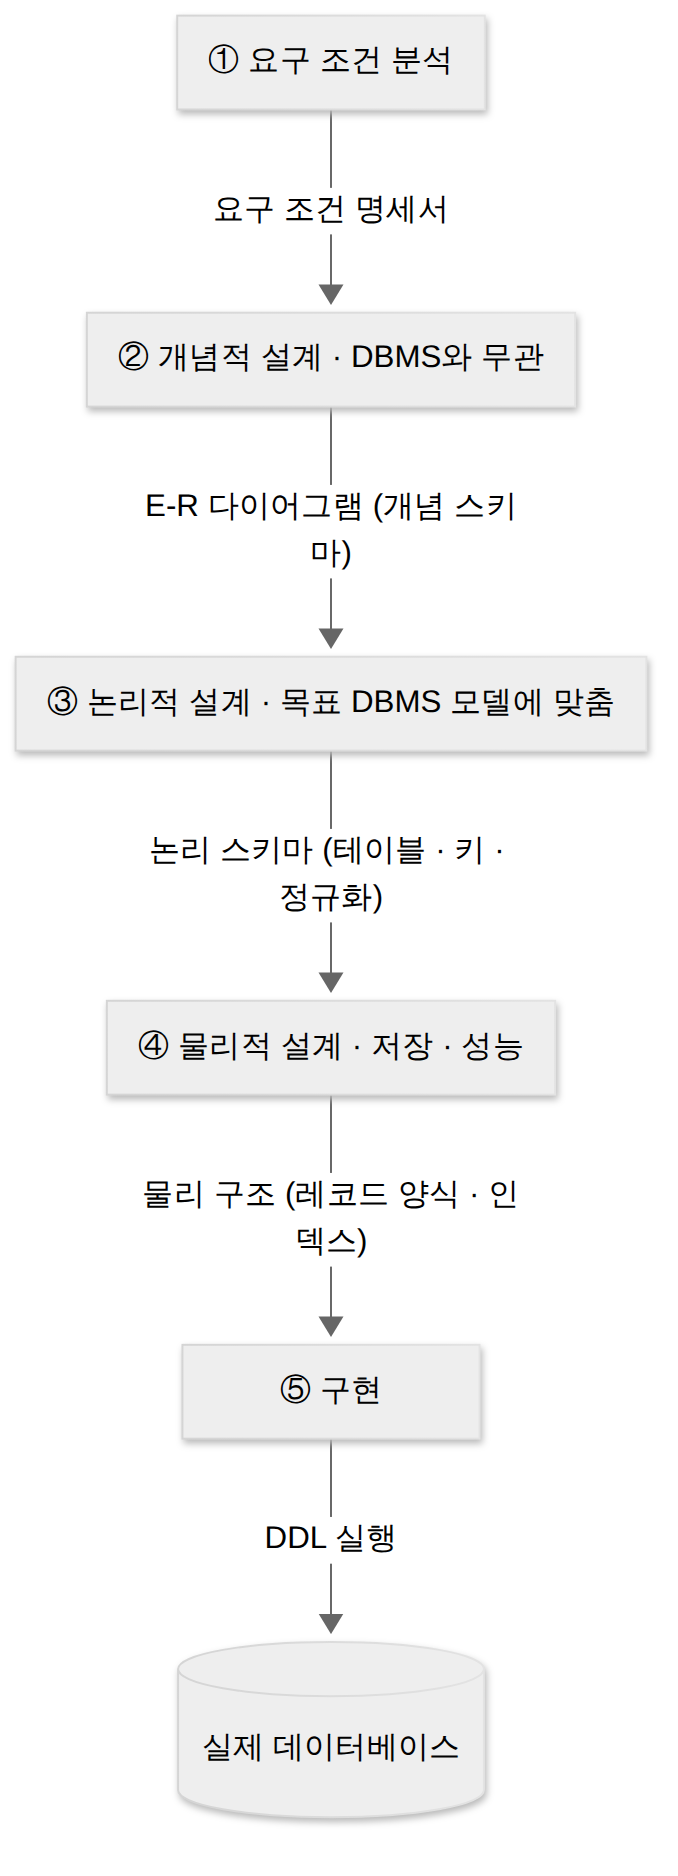 ① 요구 조건 분석
요구 조건 명세서
② 개념적 설계 · DBMS와 무관
E-R 다이어그램 (개념 스키
마)
③ 논리적 설계 · 목표 DBMS 모델에 맞춤
논리 스키마 (테이블 · 키 ·
정규화)
④ 물리적 설계 · 저장 · 성능
물리 구조 (레코드 양식 · 인
덱스)
⑤ 구현
DDL 실행
실제 데이터베이스